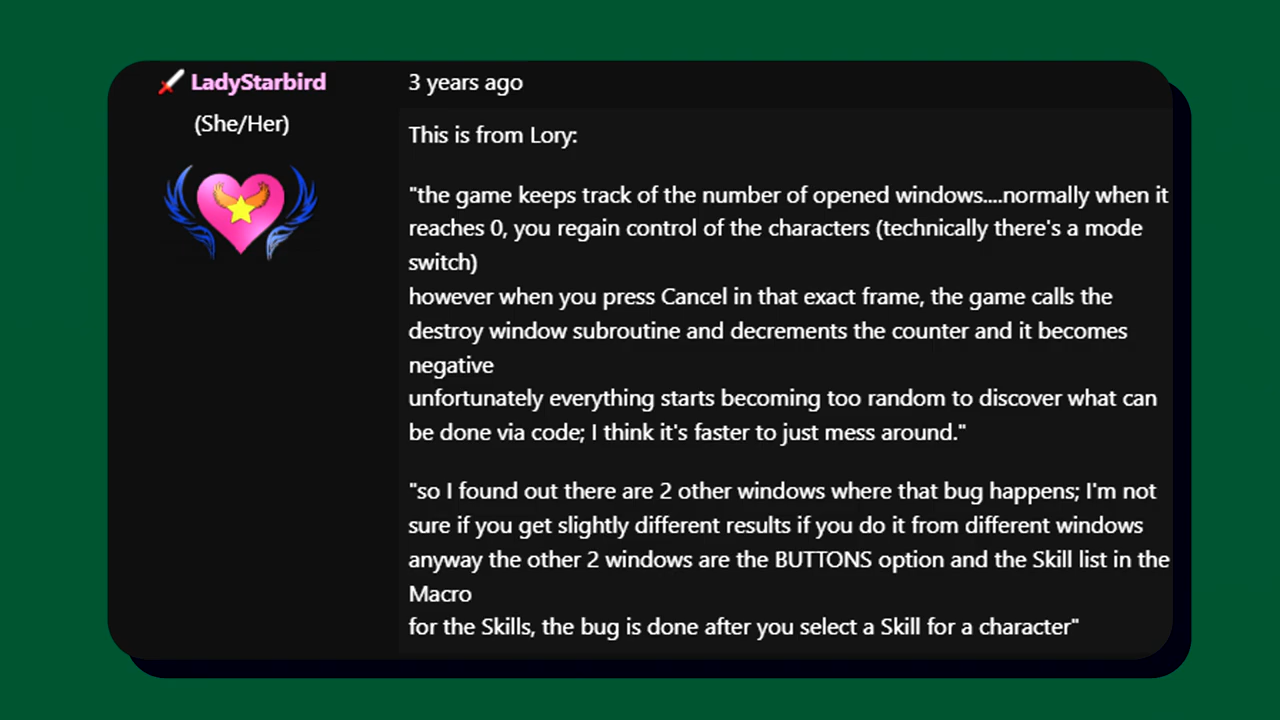 LadyStarbird
(She/Her)
3 years ago
This is from Lory:
"the game keeps track of the number of opened windows....normally when it
reaches 0, you regain control of the characters (technically there's a mode
switch)
however when you press Cancel in that exact frame, the game calls the
destroy window subroutine and decrements the counter and it becomes
negative
unfortunately everything starts becoming too random to discover what can
be done via code; I think it's faster to just mess around."
"so I found out there are 2 other windows where that bug happens; I'm not
sure if you get slightly different results if you do it from different windows
anyway the other 2 windows are the BUTTONS option and the Skill list in the
Macro
for the Skills, the bug is done after you select a Skill for a character"